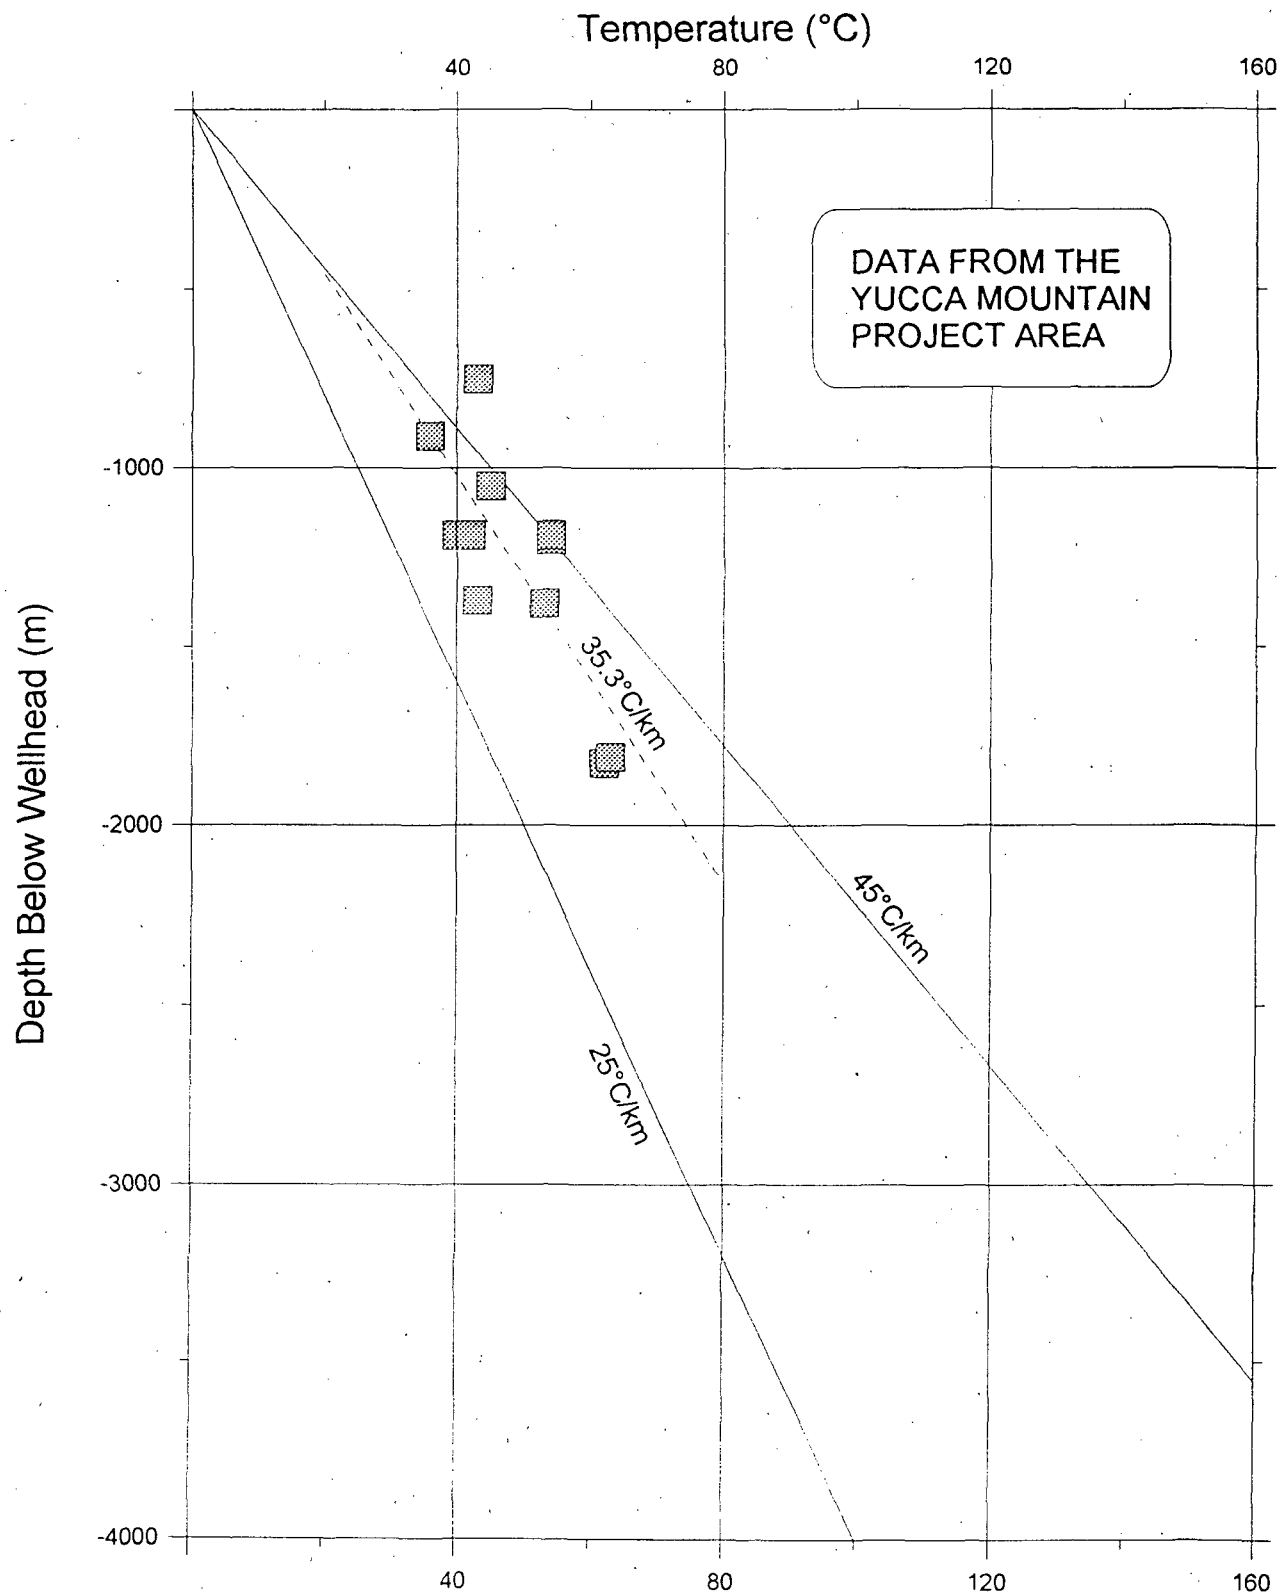 Temperature (°C)
40 80 120 160
DATA FROM THE
YUCCA MOUNTAIN
PROJECT AREA
-1000
35.3°C/km
Depth Below Wellhead (m)
-2000
45°C/km
25°C/km
-3000
-4000
40 80 120 160